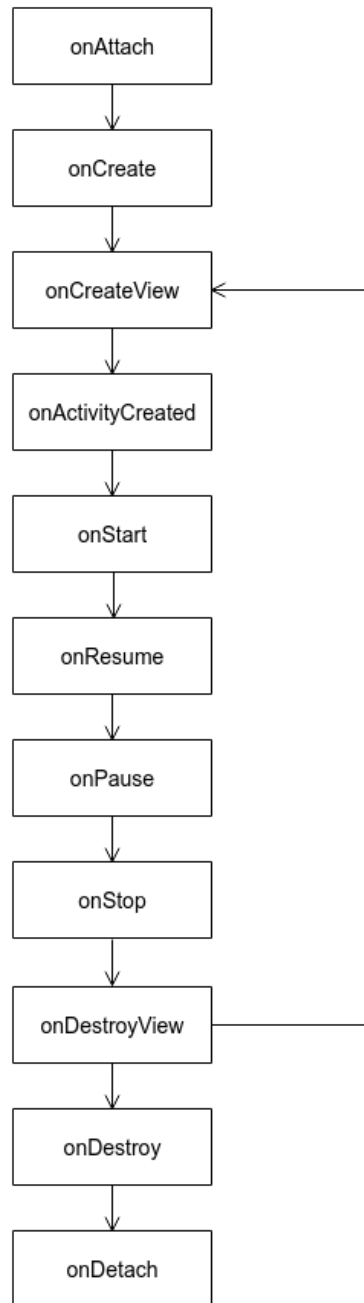 onAttach
onCreate
onCreateView
onActivityCreated
onStart
onResume
onPause
onStop
onDestroyView
onDestroy
onDetach